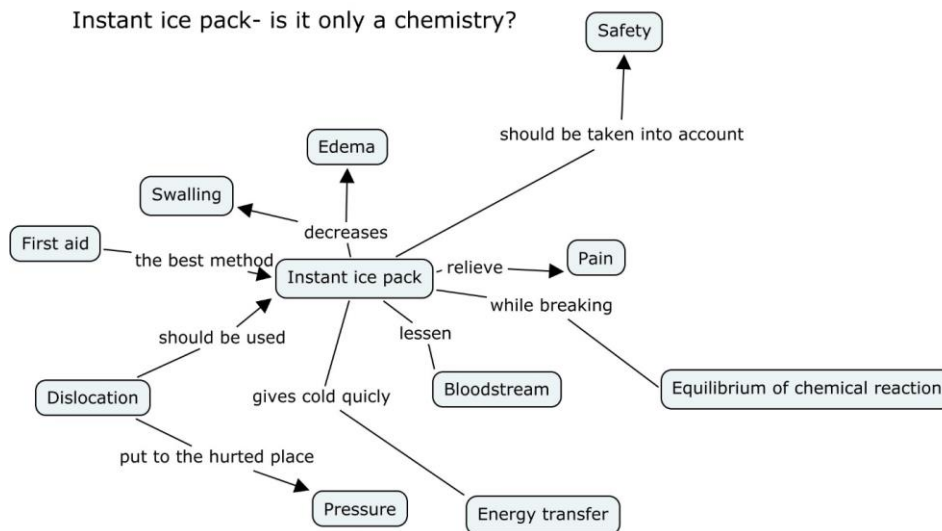 Instant ice pack- is it only a chemistry?
Safety
should be taken into account
Edema
Swalling
decreases
First aid
the best method
Instant ice pack
relieve
Pain
while breaking
should be used
lessen
Dislocation
gives cold quicly
Bloodstream
Equilibrium of chemical reaction
put to the hurted place
Pressure
Energy transfer